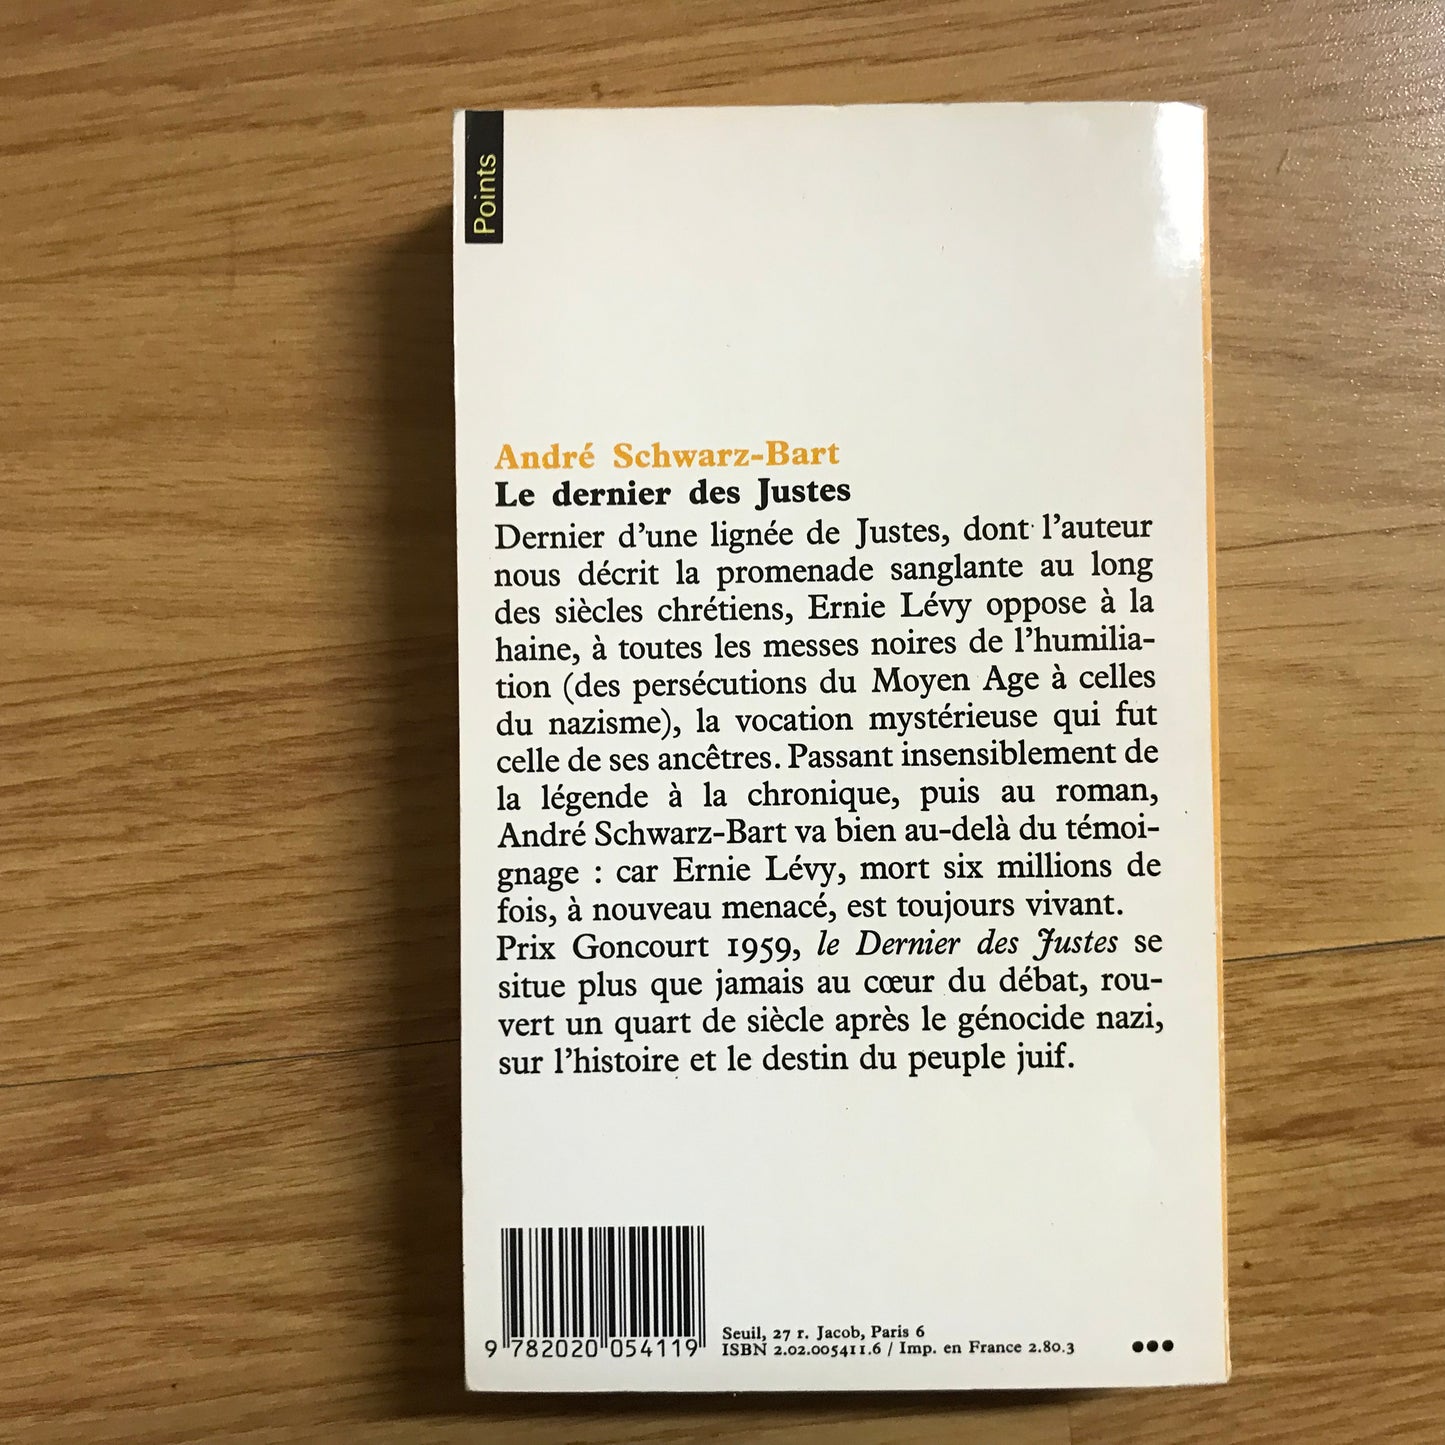 Points
André Schwarz-Bart
Le dernier des Justes
Dernier d'une lignée de Justes, dont l'auteur
nous décrit la promenade sanglante au long
des siècles chrétiens, Ernie Lévy oppose à la
haine, à toutes les messes noires de l'humilia-
tion (des persécutions du Moyen Age à celles
du nazisme), la vocation mystérieuse qui fut
celle de ses ancêtres. Passant insensiblement de
la légende à la chronique, puis au roman,
André Schwarz-Bart va bien au-delà du témoi-
gnage : car Ernie Lévy, mort six millions de
fois, à nouveau menacé, est toujours vivant.
Prix Goncourt 1959, le Dernier des Justes se
situe plus que jamais au cœur du débat, rou-
vert un quart de siècle après le génocide nazi,
sur l'histoire et le destin du peuple juif.
9 782020 054119
Seuil, 27 r. Jacob, Paris 6
ISBN 2.02.005411.6 / Imp. en France 2.80.3